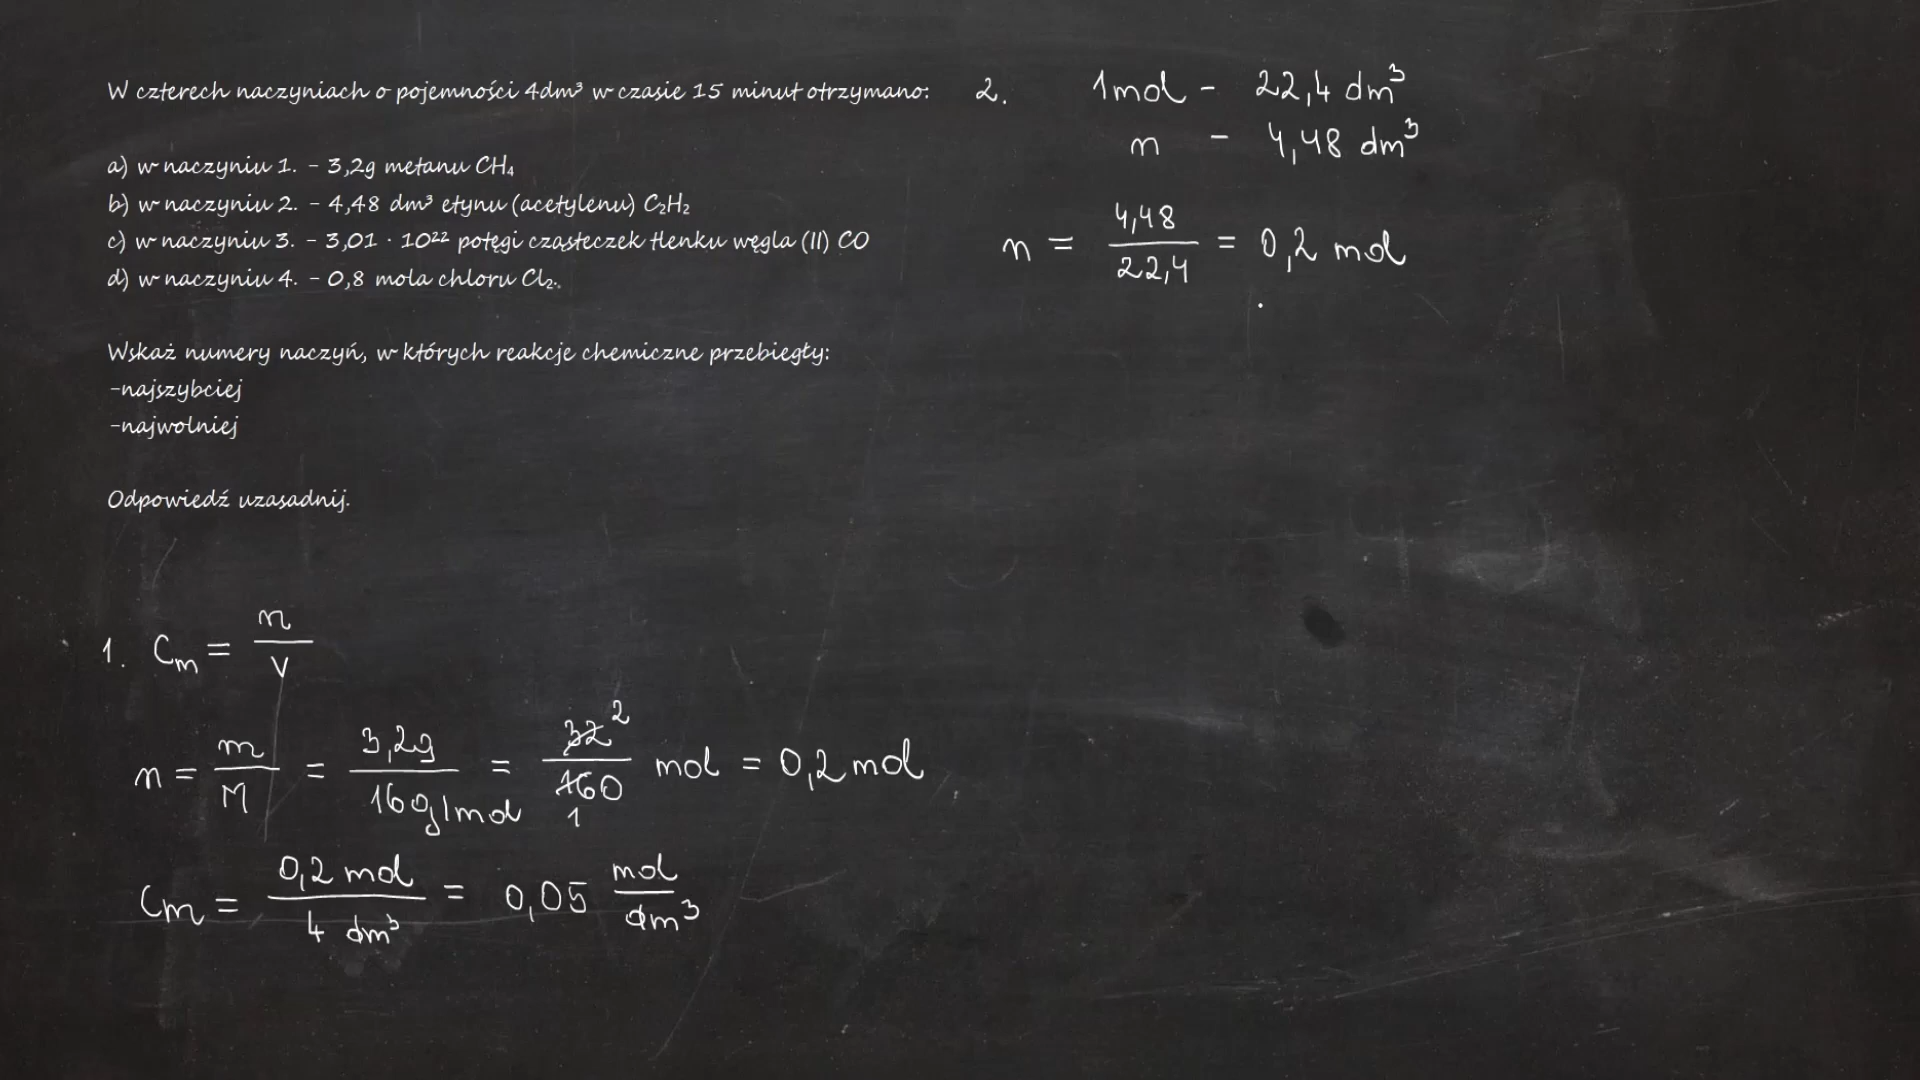 W czterech naczyniach o pojemności 4dm³ w czasie 15 minut otrzymano:
a) w naczyniu 1. - 3,2g metanu CH₄
b) w naczyniu 2. - 4,48 dm³ etynu (acetylenu) C₂H₂
c) w naczyniu 3. - 3,01 · 10²² potęgi cząsteczek tlenku węgla (II) CO
d) w naczyniu 4. - 0,8 mola chloru Cl₂.
Wskaż numery naczyń, w których reakcje chemiczne przebiegły:
-najszybciej
-najwolniej
Odpowiedź uzasadnij.
1. Cm = n/V
n = m/M = 3,2g/16g/mol = 32 2/160 1 mol = 0,2 mol
Cm = 0,2 mol/4 dm³ = 0,05 mol/dm³
2. 1mol - 22,4 dm³
n - 4,48 dm³
n = 4,48/22,4 = 0,2 mol